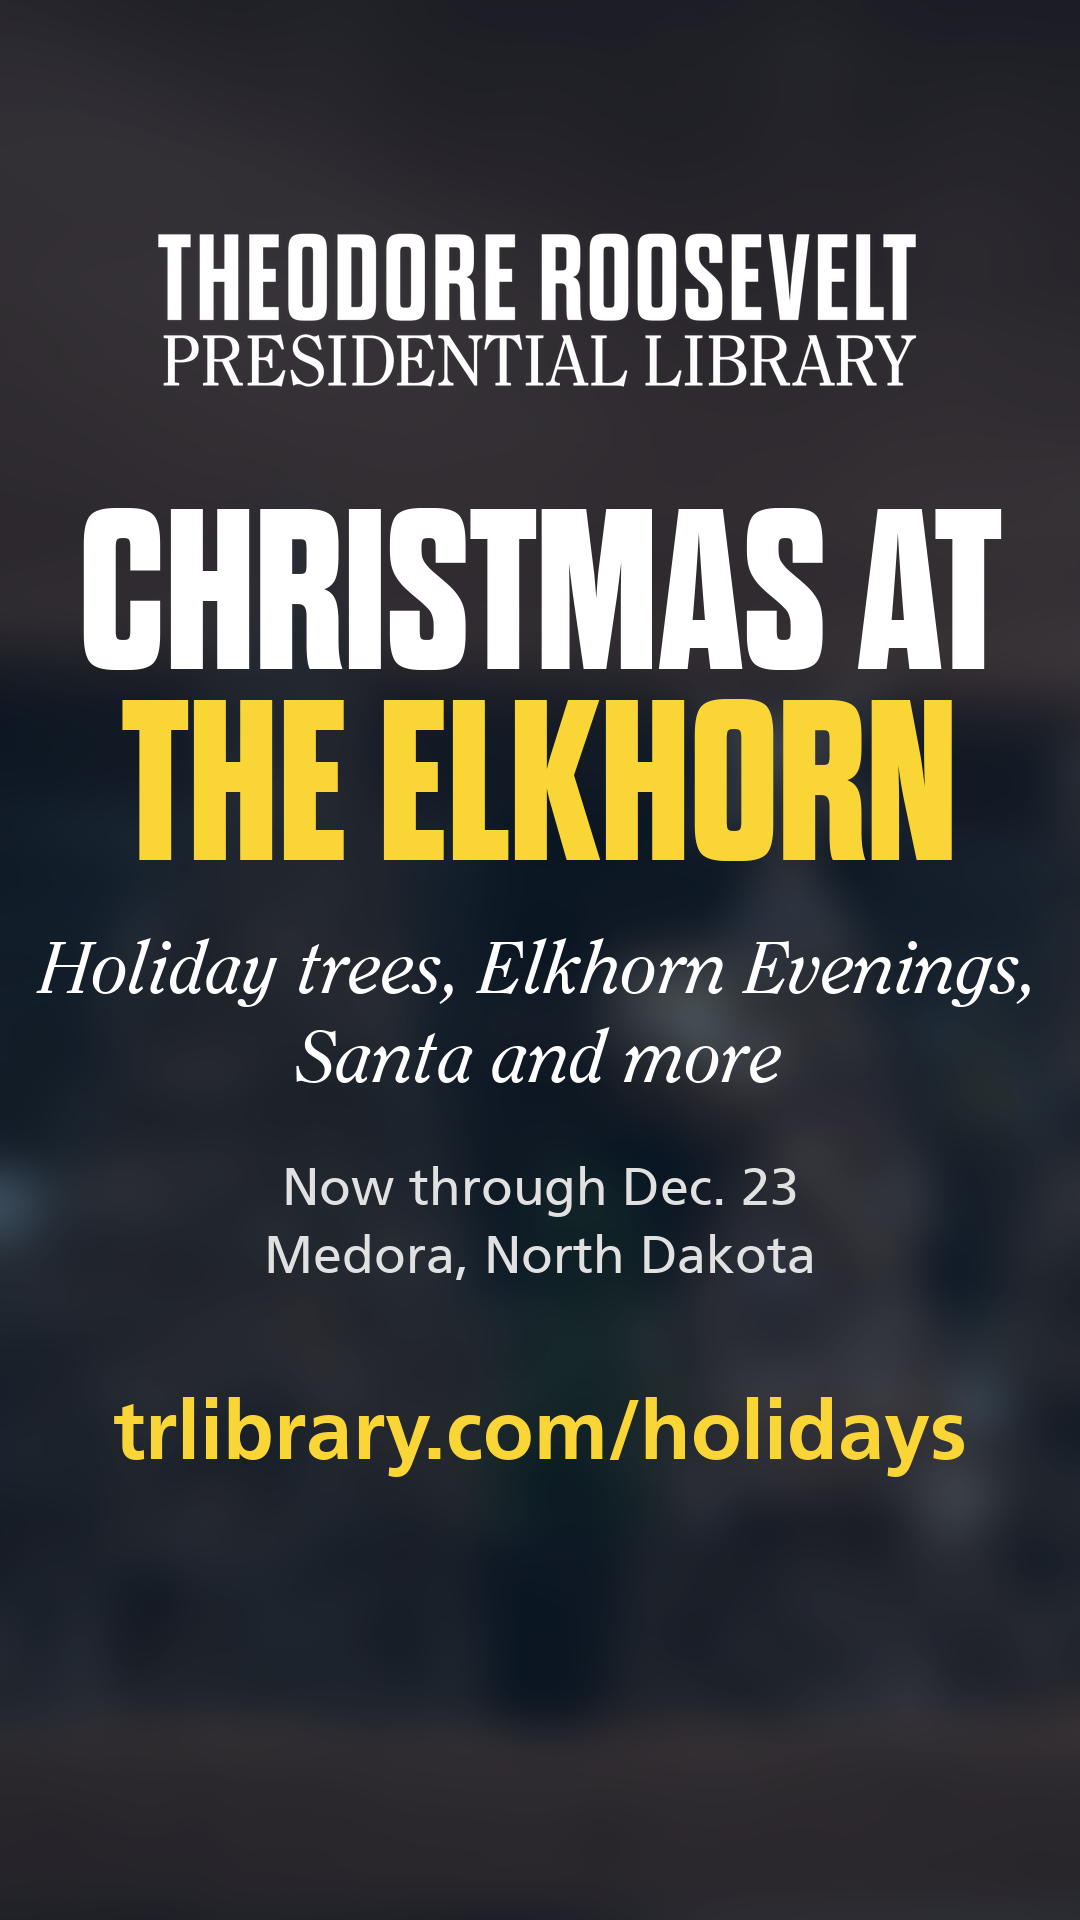 THEODORE ROOSEVELT
PRESIDENTIAL LIBRARY
CHRISTMAS AT
THE ELKHORN
Holiday trees, Elkhorn Evenings,
Santa and more
Now through Dec. 23
Medora, North Dakota
trlibrary.com/holidays